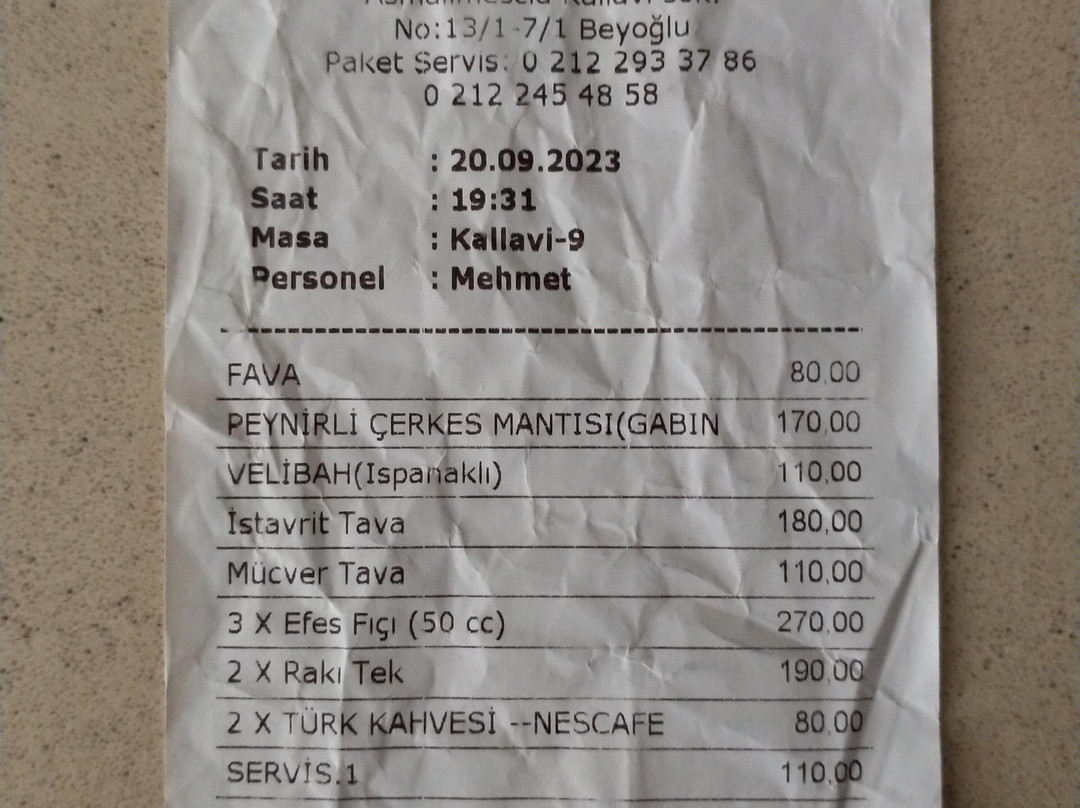 No:13/1-7/1 Beyoğlu
Paket Servis: 0 212 293 37 86
0 212 245 48 58
Tarih : 20.09.2023
Saat : 19:31
Masa : Kallavi-9
Personel : Mehmet
FAVA 80,00
PEYNİRLİ ÇERKES MANTISI(GABIN 170,00
VELİBAH(Ispanaklı) 110,00
İstavrit Tava 180,00
Mücver Tava 110,00
3 X Efes Fıçı (50 cc) 270,00
2 X Rakı Tek 190,00
2 X TÜRK KAHVESİ --NESCAFE 80,00
SERVİS.1 110,00